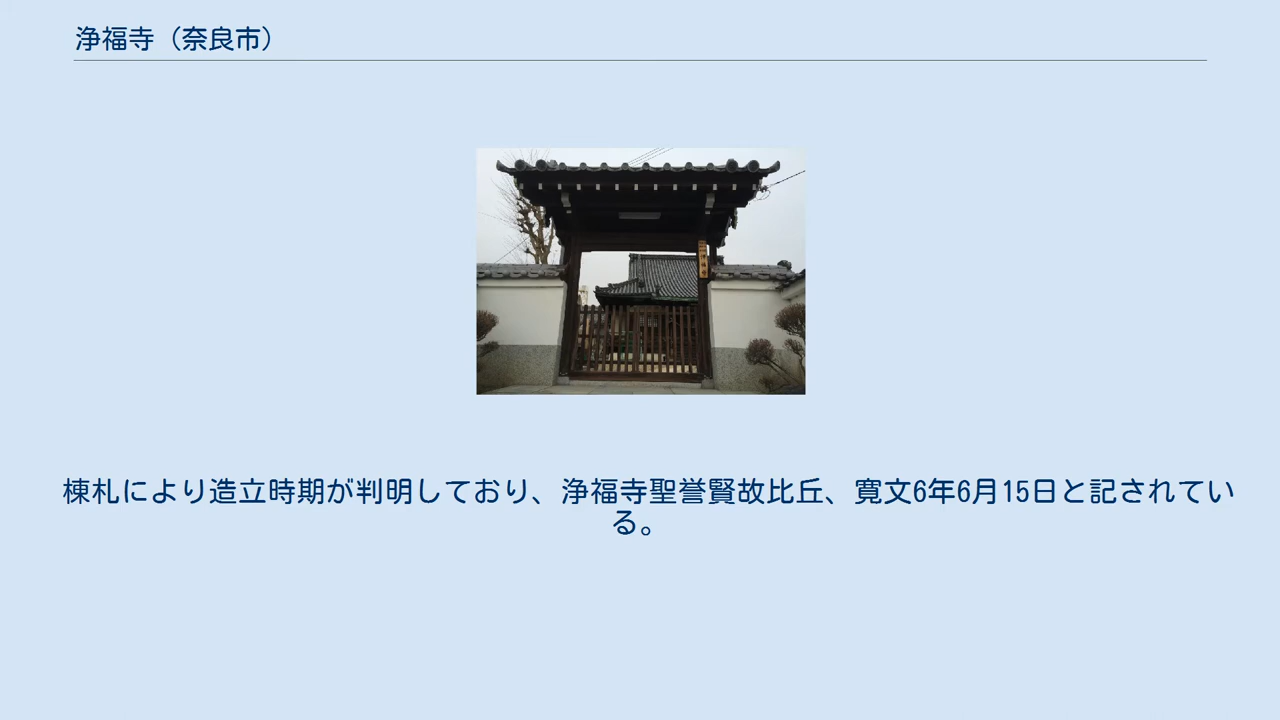 浄福寺（奈良市）
棟札により造立時期が判明しており、浄福寺聖誉賢故比丘、寛文6年6月15日と記されてい
る。